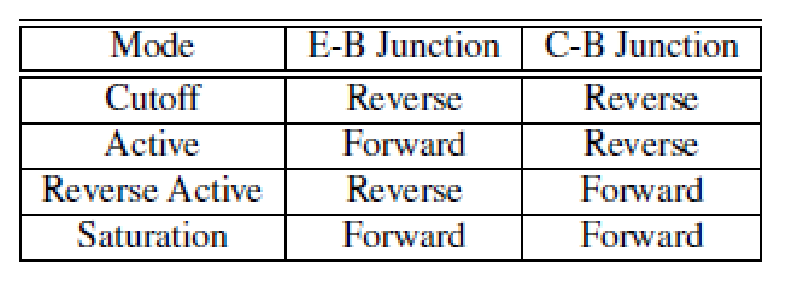 Mode E-B Junction C-B Junction
Cutoff Reverse Reverse
Active Forward Reverse
Reverse Active Reverse Forward
Saturation Forward Forward